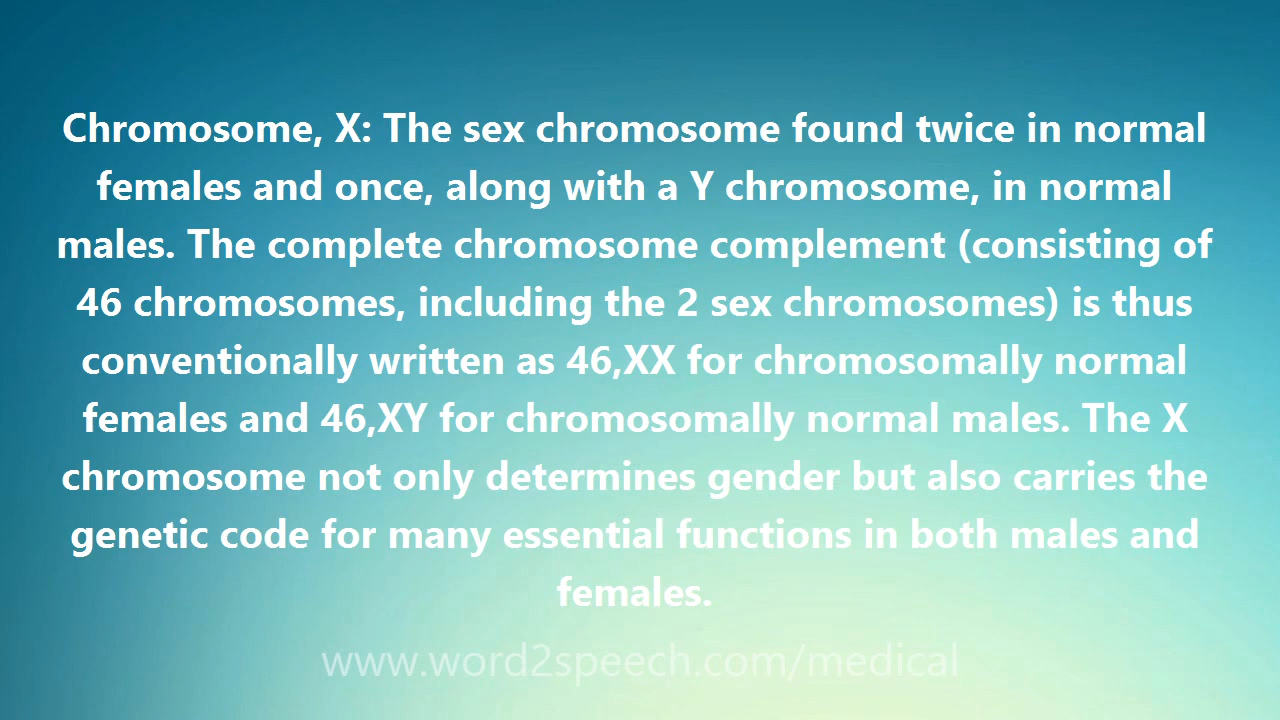 Chromosome, X: The sex chromosome found twice in normal
females and once, along with a Y chromosome, in normal
males. The complete chromosome complement (consisting of
46 chromosomes, including the 2 sex chromosomes) is thus
conventionally written as 46,XX for chromosomally normal
females and 46,XY for chromosomally normal males. The X
chromosome not only determines gender but also carries the
genetic code for many essential functions in both males and
females.
www.word2speech.com/medical